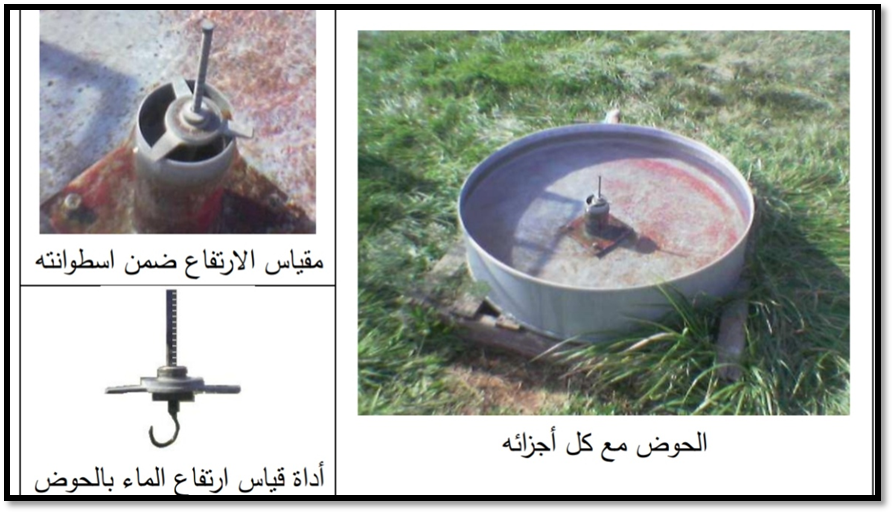 مقياس الارتفاع ضمن اسطوانته
الحوض مع كل أجزائه
أداة قياس ارتفاع الماء بالحوض